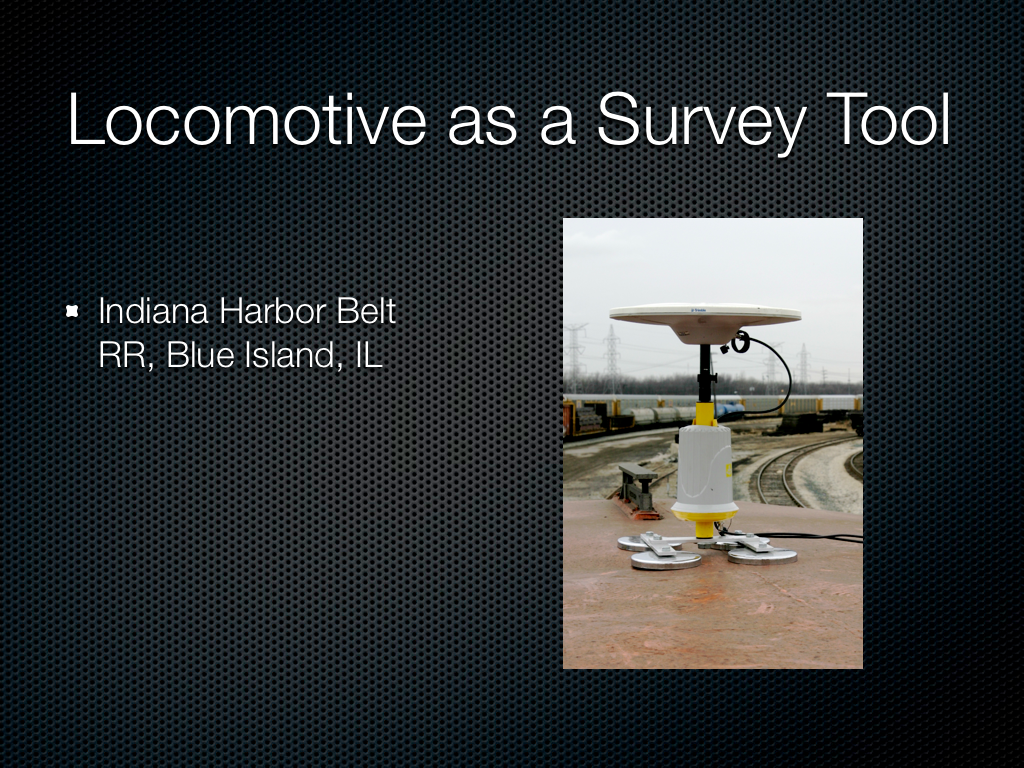 Locomotive as a Survey Tool
Indiana Harbor Belt
RR, Blue Island, IL